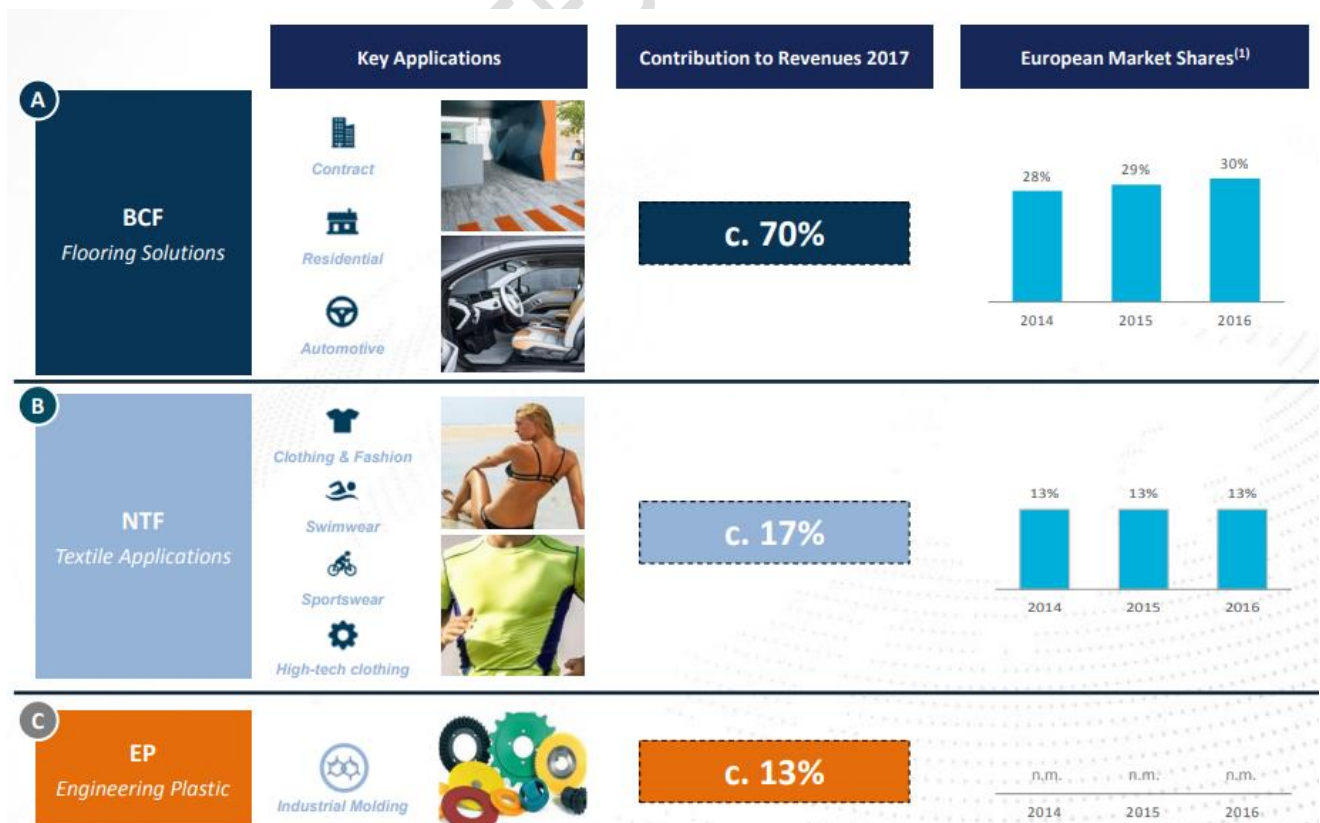 Key Applications
Contribution to Revenues 2017
European Market Shares(1)
A
BCF
Flooring Solutions
Contract
Residential
Automotive
c. 70%
28%
29%
30%
2014
2015
2016
B
NTF
Textile Applications
Clothing & Fashion
Swimwear
Sportswear
High-tech clothing
c. 17%
13%
13%
13%
2014
2015
2016
C
EP
Engineering Plastic
Industrial Molding
c. 13%
n.m.
n.m.
n.m.
2014
2015
2016